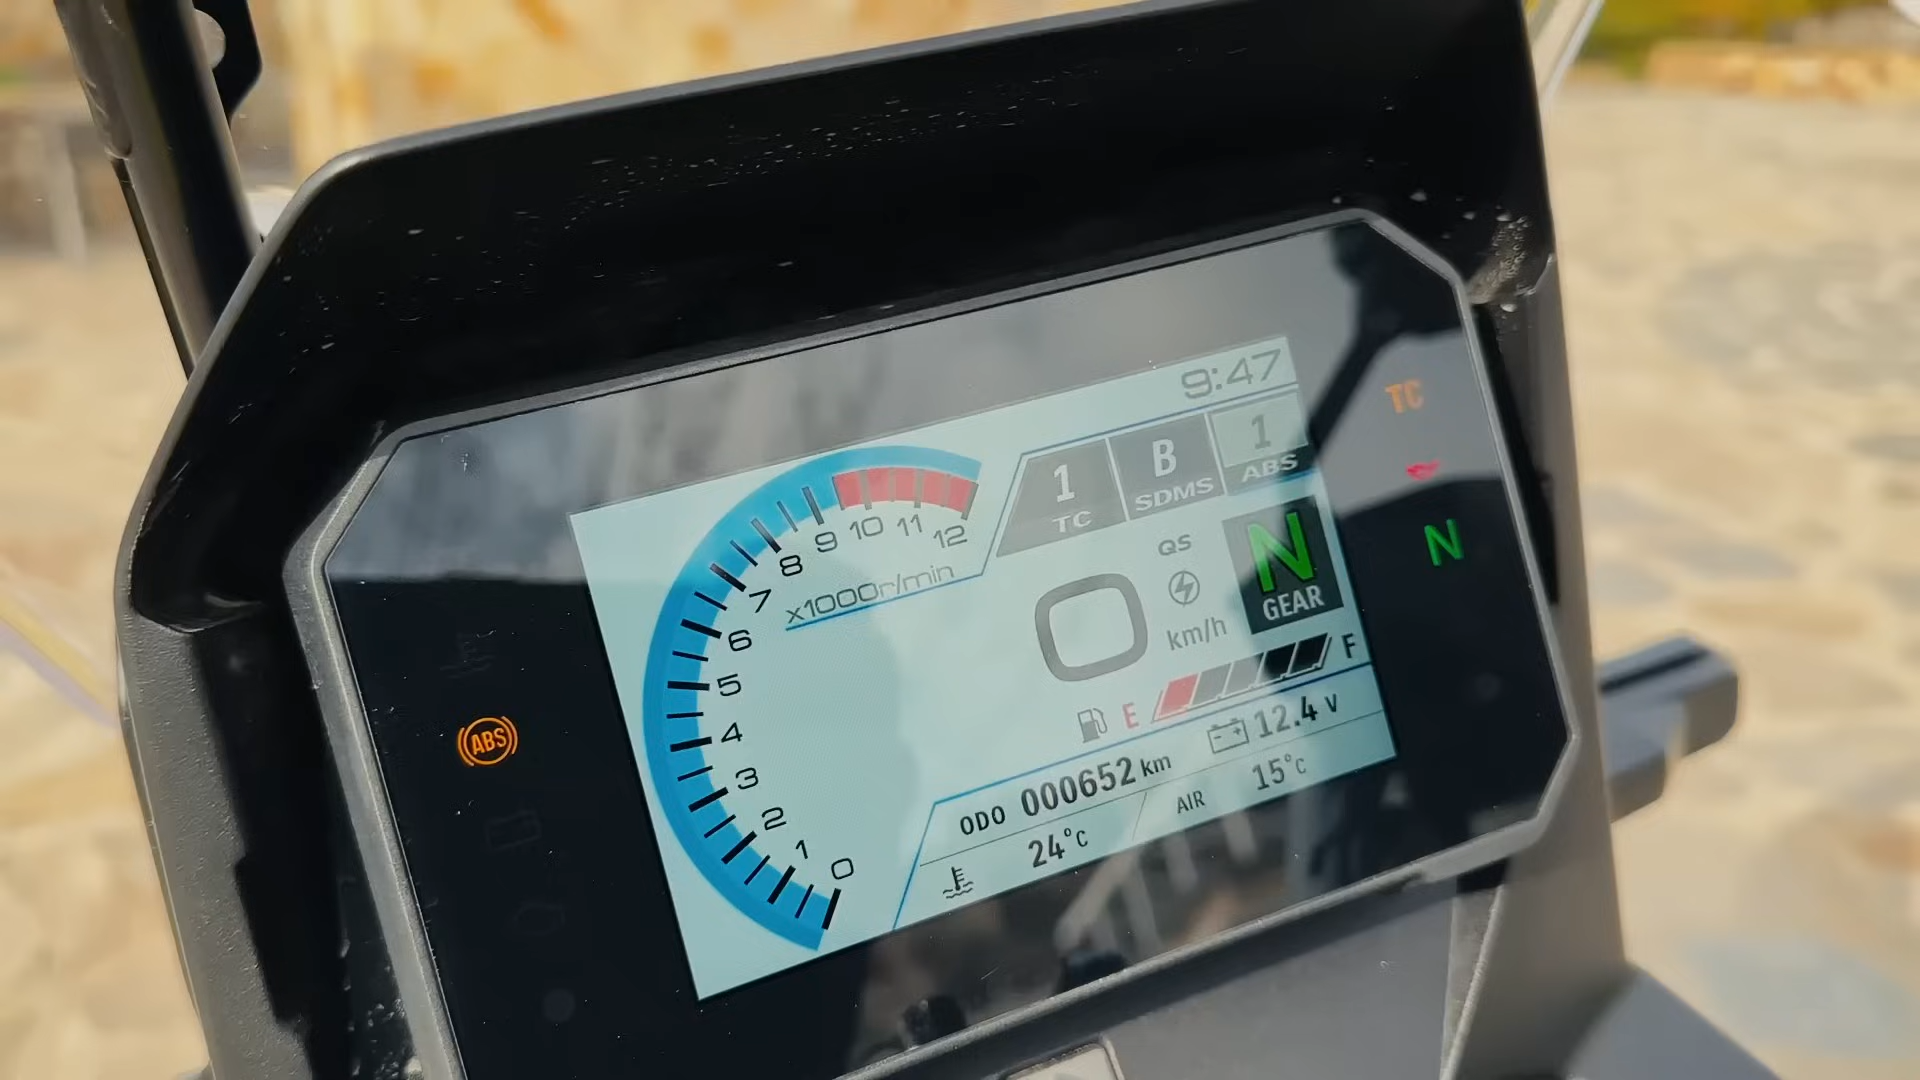 9:47
1
TC
B
SDMS
1
ABS
TC
0
1
2
3
4
5
6
7
8
9
10
11
12
x1000r/min
QS
N
GEAR
0
km/h
N
E
F
ABS
ODO 000652 km
12.4 V
24°C
AIR 15°C